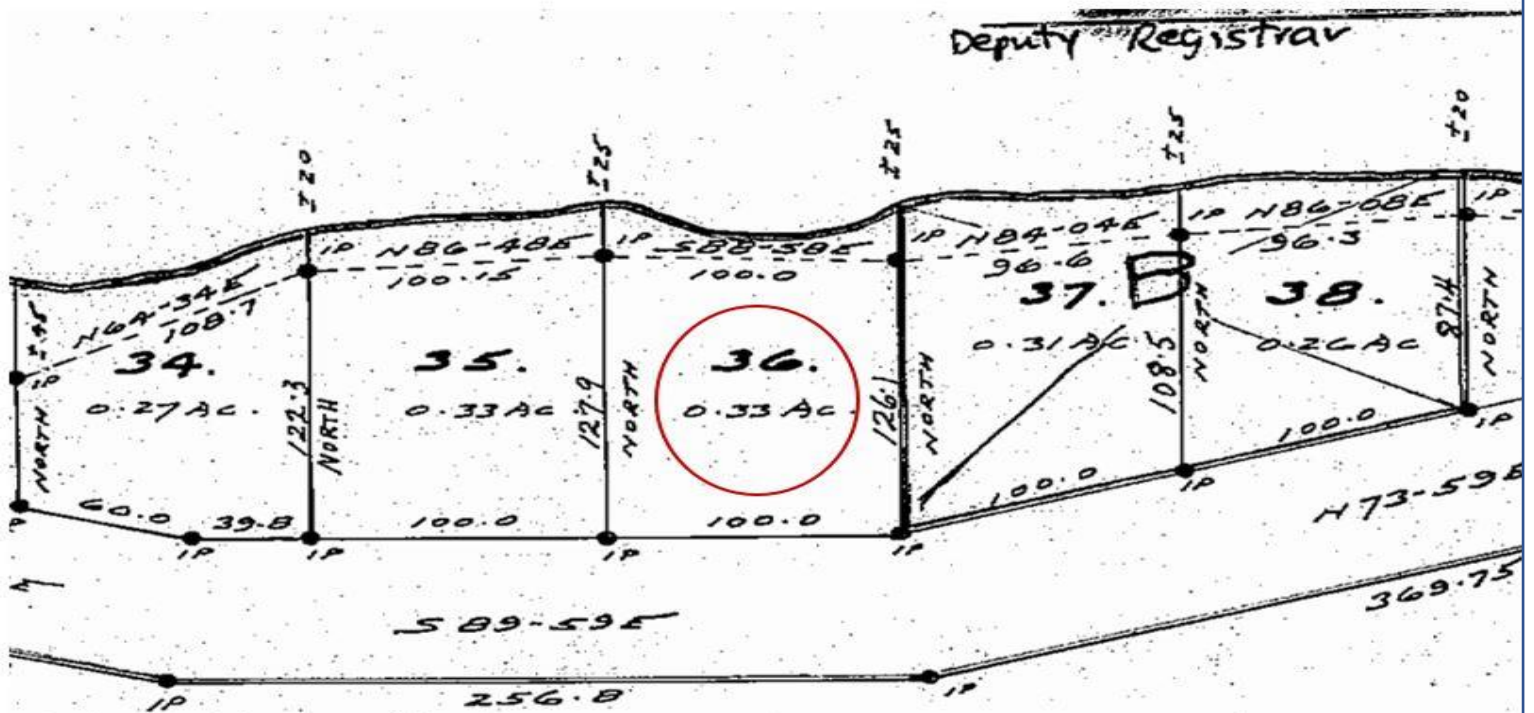 Deputy Registrar
±20
±25
±25
±25
±20
IP
N86-48E
IP
S88-58E
IP
N84-04E
IP
N86-08E
IP
100.15
100.0
96.6
96.3
N64-34E
108.7
±45
IP
34.
35.
36.
37.
B
38.
0.27 AC.
0.33 AC
0.33 AC.
0.31 AC
0.26 AC
NORTH
122.3
NORTH
127.9
NORTH
126.1
NORTH
108.5
NORTH
87.4
NORTH
60.0
39.8
100.0
100.0
100.0
100.0
IP
IP
IP
IP
IP
IP
IP
S89-59E
N73-59E
256.8
369.75
IP
IP